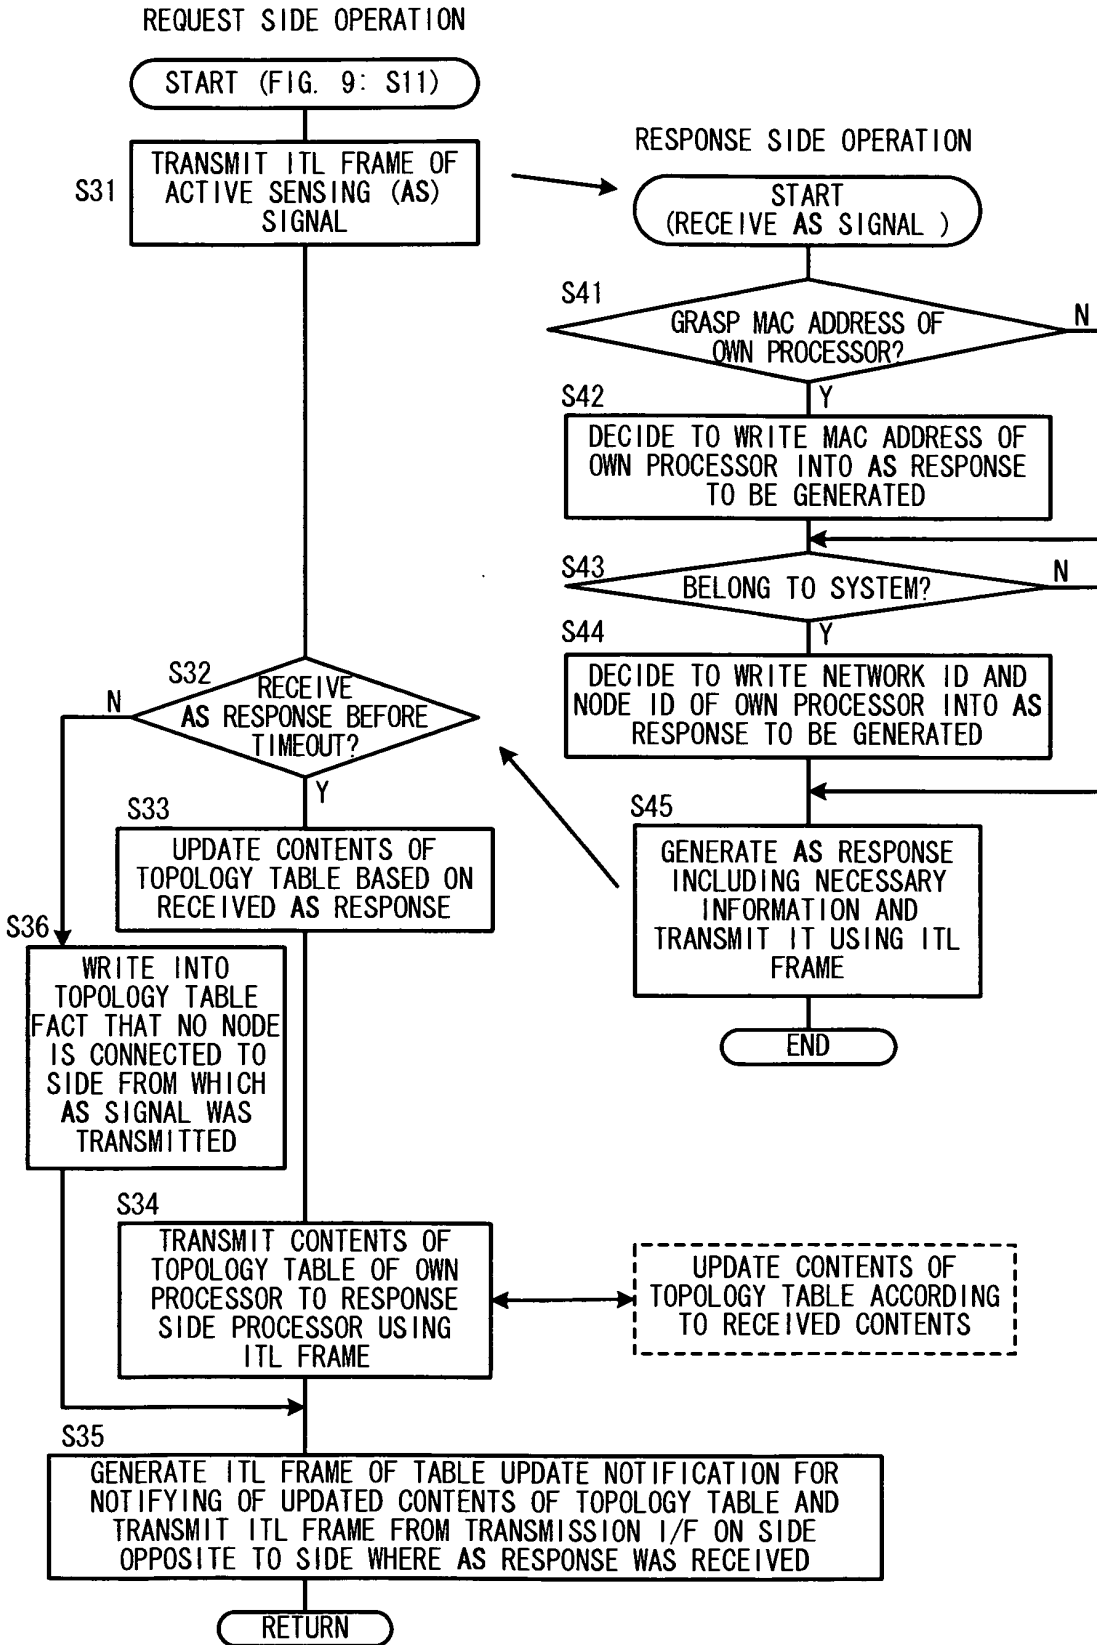 REQUEST SIDE OPERATION
START (FIG. 9: S11)
S31
TRANSMIT ITL FRAME OF
ACTIVE SENSING (AS)
SIGNAL
RESPONSE SIDE OPERATION
START
(RECEIVE AS SIGNAL )
S41
GRASP MAC ADDRESS OF
OWN PROCESSOR?
N
Y
S42
DECIDE TO WRITE MAC ADDRESS OF
OWN PROCESSOR INTO AS RESPONSE
TO BE GENERATED
S43
BELONG TO SYSTEM?
N
Y
S44
DECIDE TO WRITE NETWORK ID AND
NODE ID OF OWN PROCESSOR INTO AS
RESPONSE TO BE GENERATED
S45
GENERATE AS RESPONSE
INCLUDING NECESSARY
INFORMATION AND
TRANSMIT IT USING ITL
FRAME
END
S32
RECEIVE
AS RESPONSE BEFORE
TIMEOUT?
N
Y
S33
UPDATE CONTENTS OF
TOPOLOGY TABLE BASED ON
RECEIVED AS RESPONSE
S36
WRITE INTO
TOPOLOGY TABLE
FACT THAT NO NODE
IS CONNECTED TO
SIDE FROM WHICH
AS SIGNAL WAS
TRANSMITTED
S34
TRANSMIT CONTENTS OF
TOPOLOGY TABLE OF OWN
PROCESSOR TO RESPONSE
SIDE PROCESSOR USING
ITL FRAME
UPDATE CONTENTS OF
TOPOLOGY TABLE ACCORDING
TO RECEIVED CONTENTS
S35
GENERATE ITL FRAME OF TABLE UPDATE NOTIFICATION FOR
NOTIFYING OF UPDATED CONTENTS OF TOPOLOGY TABLE AND
TRANSMIT ITL FRAME FROM TRANSMISSION I/F ON SIDE
OPPOSITE TO SIDE WHERE AS RESPONSE WAS RECEIVED
RETURN